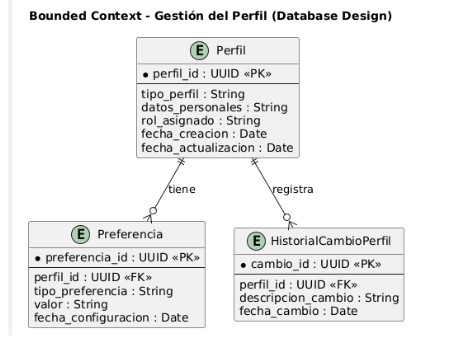 Bounded Context - Gestión del Perfil (Database Design)
E Perfil
perfil_id : UUID «PK»
tipo_perfil : String
datos_personales : String
rol_asignado : String
fecha_creacion : Date
fecha_actualizacion : Date
tiene
registra
E Preferencia
preferencia_id : UUID «PK»
perfil_id : UUID «FK»
tipo_preferencia : String
valor : String
fecha_configuracion : Date
E HistorialCambioPerfil
cambio_id : UUID «PK»
perfil_id : UUID «FK»
descripcion_cambio : String
fecha_cambio : Date